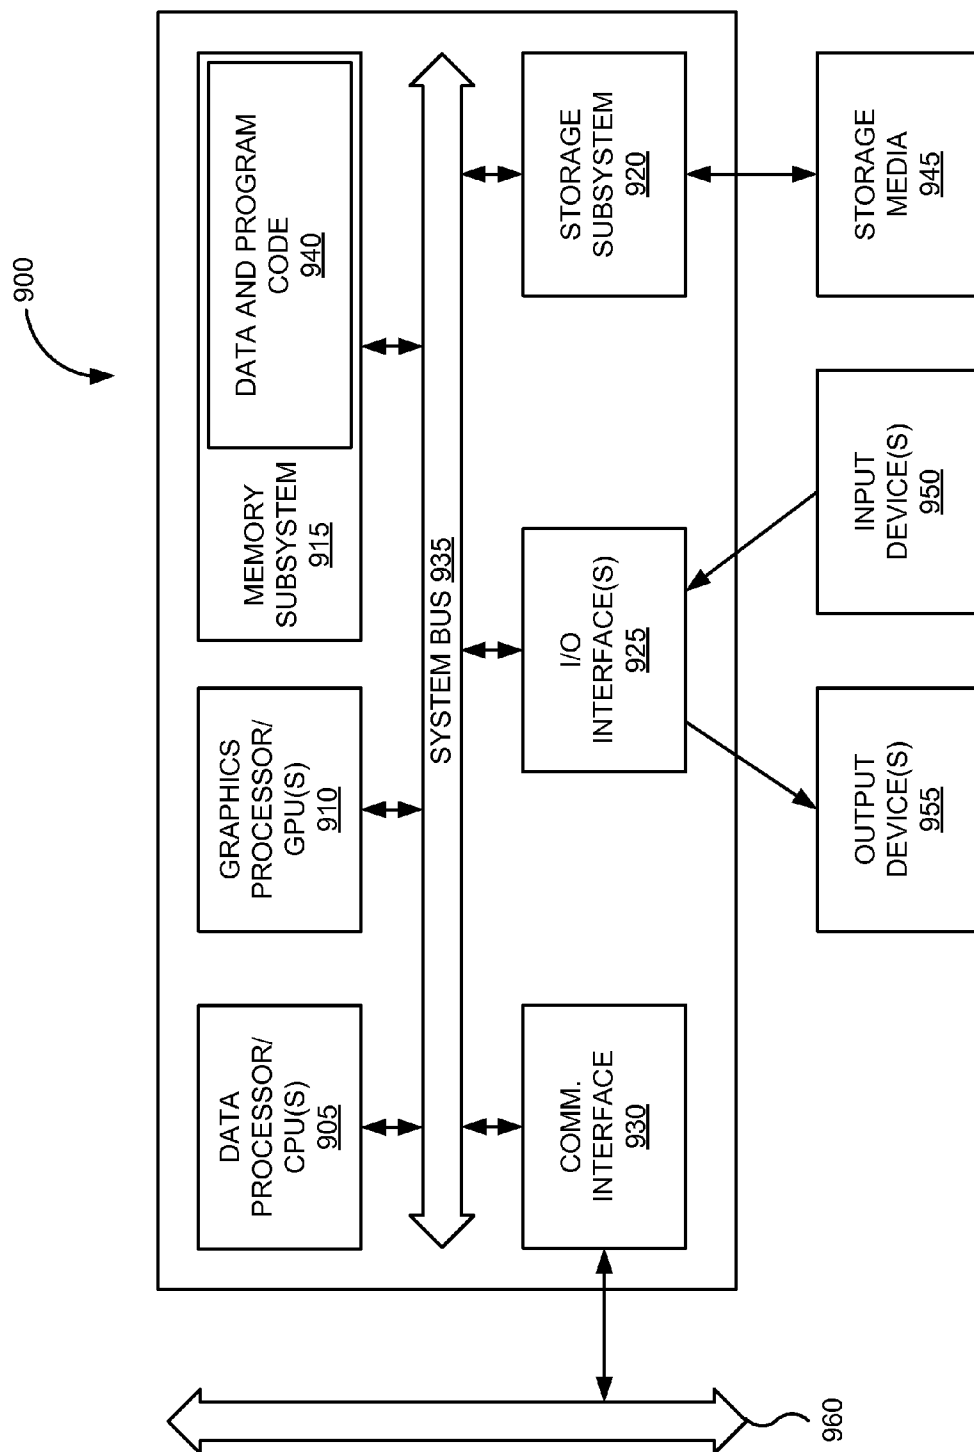 900
DATA
PROCESSOR/
CPU(S)
905
GRAPHICS
PROCESSOR/
GPU(S)
910
MEMORY
SUBSYSTEM
915
DATA AND PROGRAM
CODE
940
SYSTEM BUS 935
COMM.
INTERFACE
930
I/O
INTERFACE(S)
925
STORAGE
SUBSYSTEM
920
OUTPUT
DEVICE(S)
955
INPUT
DEVICE(S)
950
STORAGE
MEDIA
945
960